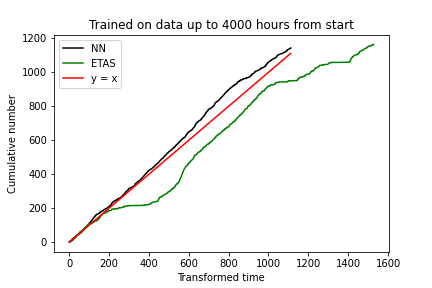 Trained on data up to 4000 hours from start
NN
ETAS
y = x
Cumulative number
1200
1000
800
600
400
200
0
0 200 400 600 800 1000 1200 1400 1600
Transformed time